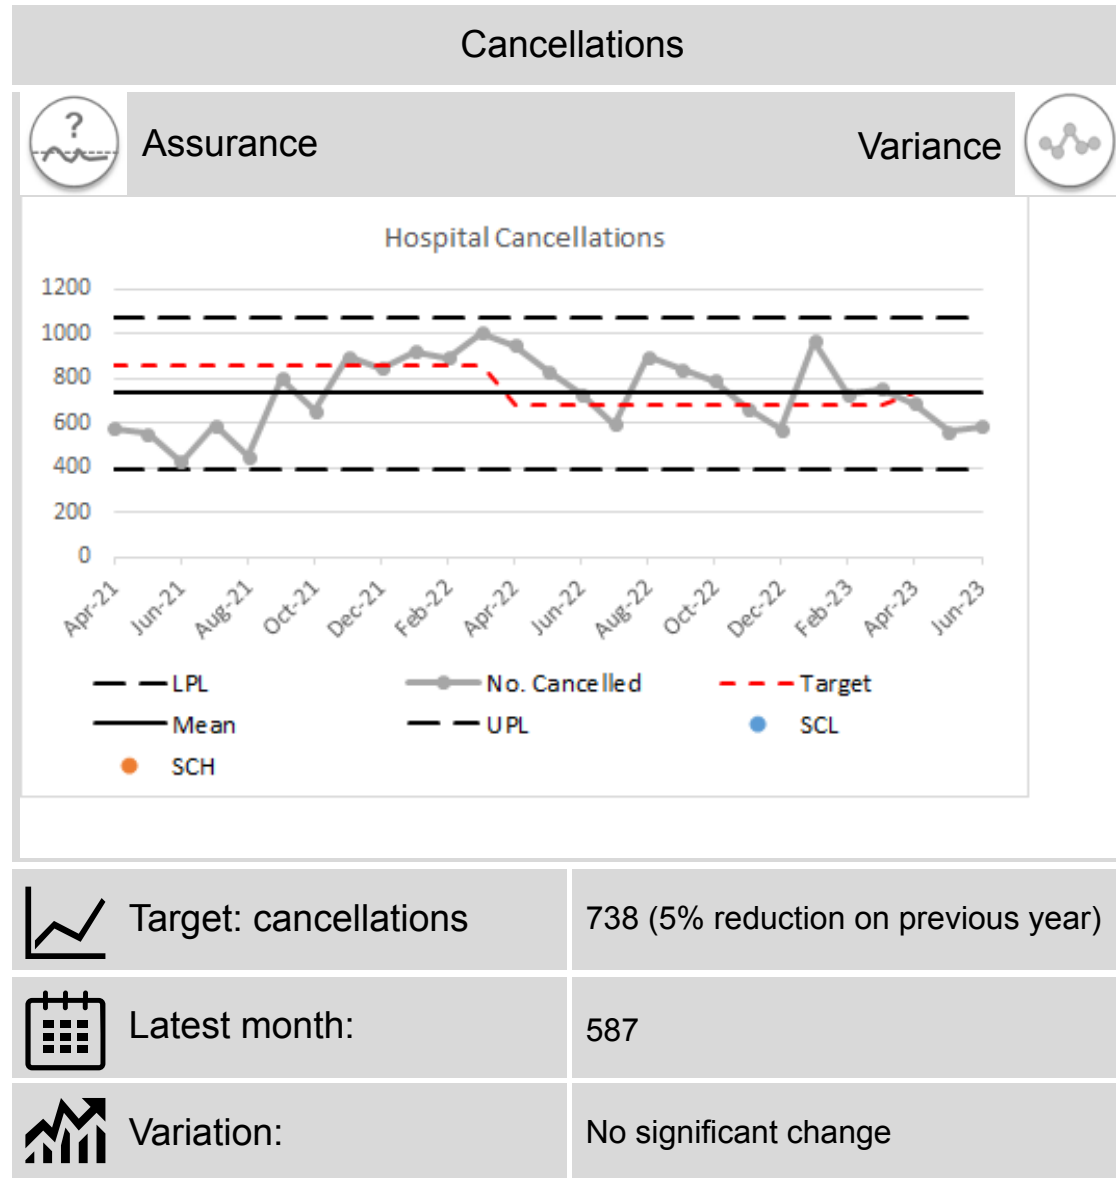 Cancellations
?
Assurance
Variance
Hospital Cancellations
1200
1000
800
600
400
200
0
Apr-21
Jun-21
Aug-21
Oct-21
Dec-21
Feb-22
Apr-22
Jun-22
Aug-22
Oct-22
Dec-22
Feb-23
Apr-23
Jun-23
LPL
No. Cancelled
Target
Mean
UPL
SCL
SCH
Target: cancellations
738 (5% reduction on previous year)
Latest month:
587
Variation:
No significant change